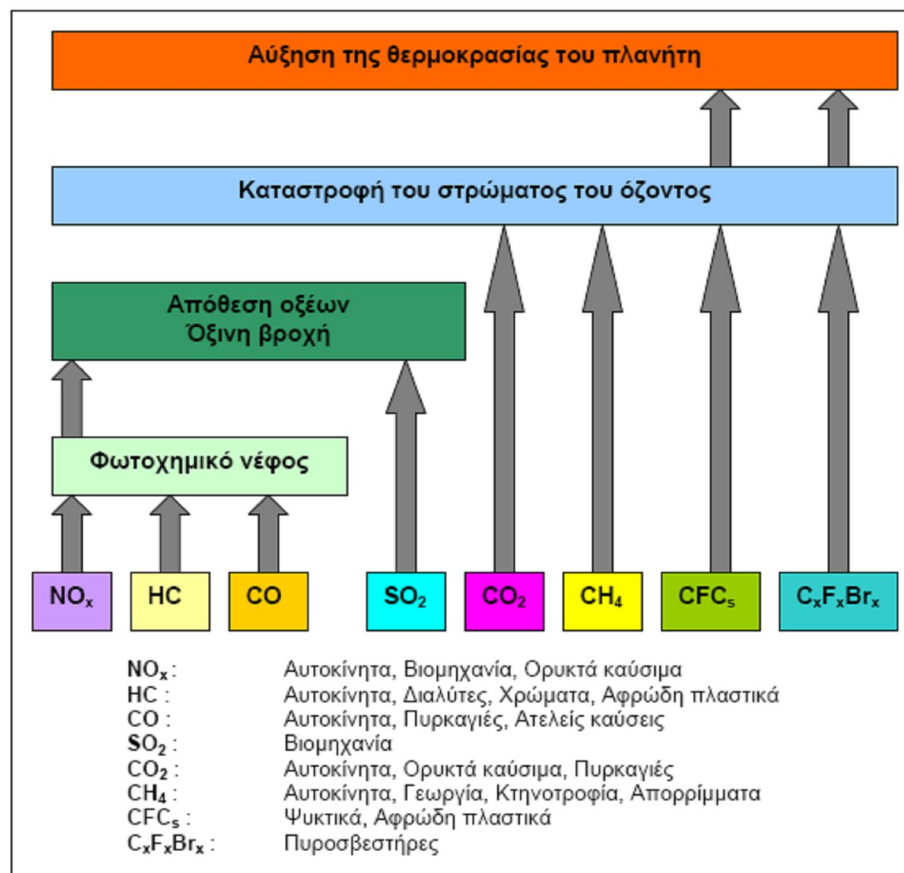 Αύξηση της θερμοκρασίας του πλανήτη
Καταστροφή του στρώματος του όζοντος
Απόθεση οξέων
Όξινη βροχή
Φωτοχημικό νέφος
NOₓ HC CO SO₂ CO₂ CH₄ CFCₛ CₓFₓBrₓ
NOₓ : Αυτοκίνητα, Βιομηχανία, Ορυκτά καύσιμα
HC : Αυτοκίνητα, Διαλύτες, Χρώματα, Αφρώδη πλαστικά
CO : Αυτοκίνητα, Πυρκαγιές, Ατελείς καύσεις
SO₂ : Βιομηχανία
CO₂ : Αυτοκίνητα, Ορυκτά καύσιμα, Πυρκαγιές
CH₄ : Αυτοκίνητα, Γεωργία, Κτηνοτροφία, Απορρίμματα
CFCₛ : Ψυκτικά, Αφρώδη πλαστικά
CₓFₓBrₓ : Πυροσβεστήρες